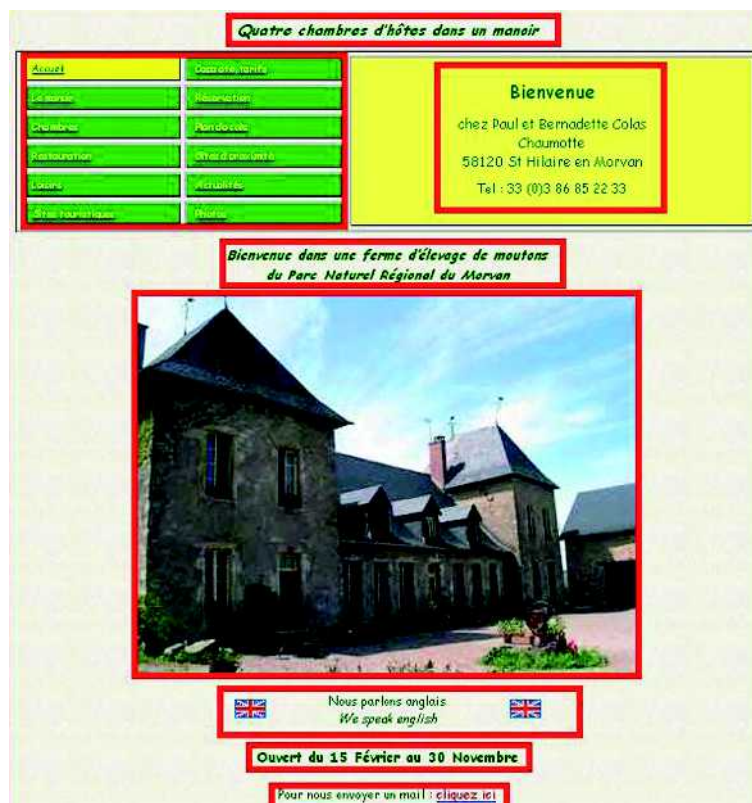 Quatre chambres d'hôtes dans un manoir
Accueil
Capacité, tarifs
Le manoir
Réservation
Chambres
Plan d'accès
Restauration
Gîtes à proximité
Loisirs
Actualités
Sites touristiques
Photos
Bienvenue
chez Paul et Bernadette Colas
Chaumotte
58120 St Hilaire en Morvan
Tel : 33 (0)3 86 85 22 33
Bienvenue dans une ferme d'élevage de moutons
du Parc Naturel Régional du Morvan
Nous parlons anglais
We speak english
Ouvert du 15 Février au 30 Novembre
Pour nous envoyer un mail : cliquez ici